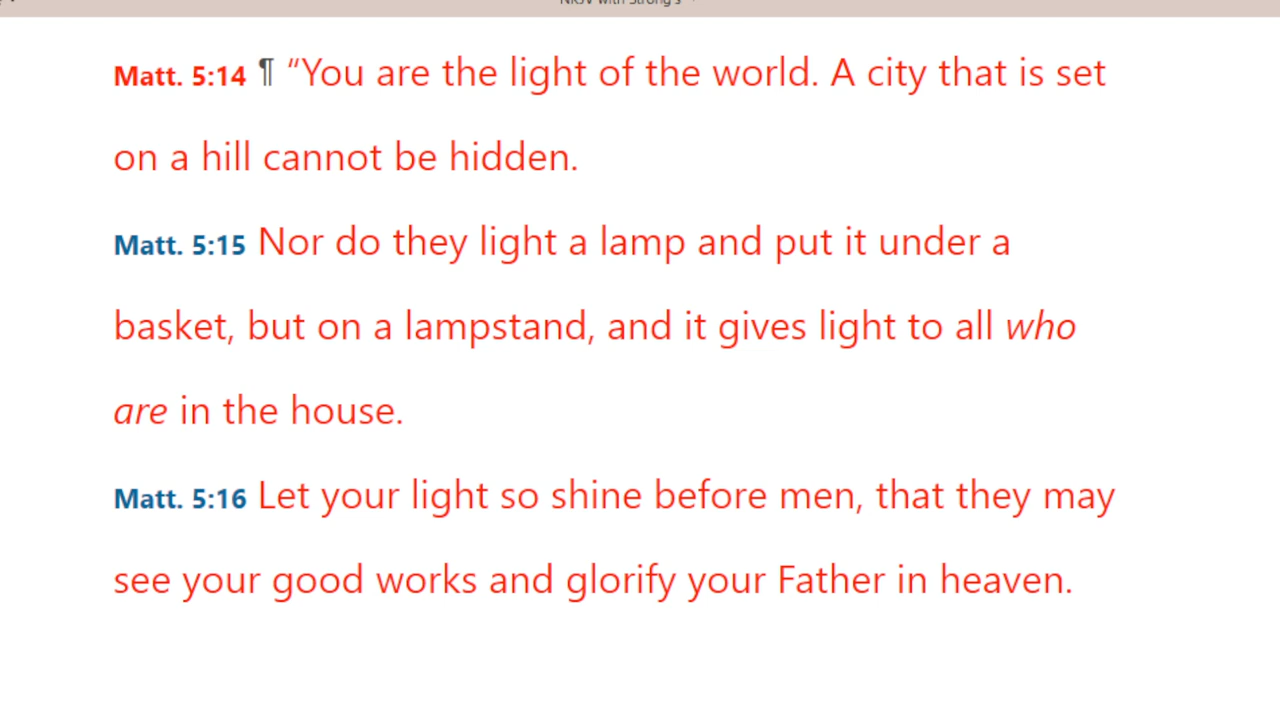 NKJV with Strong's
Matt. 5:14 ¶ “You are the light of the world. A city that is set
on a hill cannot be hidden.
Matt. 5:15 Nor do they light a lamp and put it under a
basket, but on a lampstand, and it gives light to all who
are in the house.
Matt. 5:16 Let your light so shine before men, that they may
see your good works and glorify your Father in heaven.